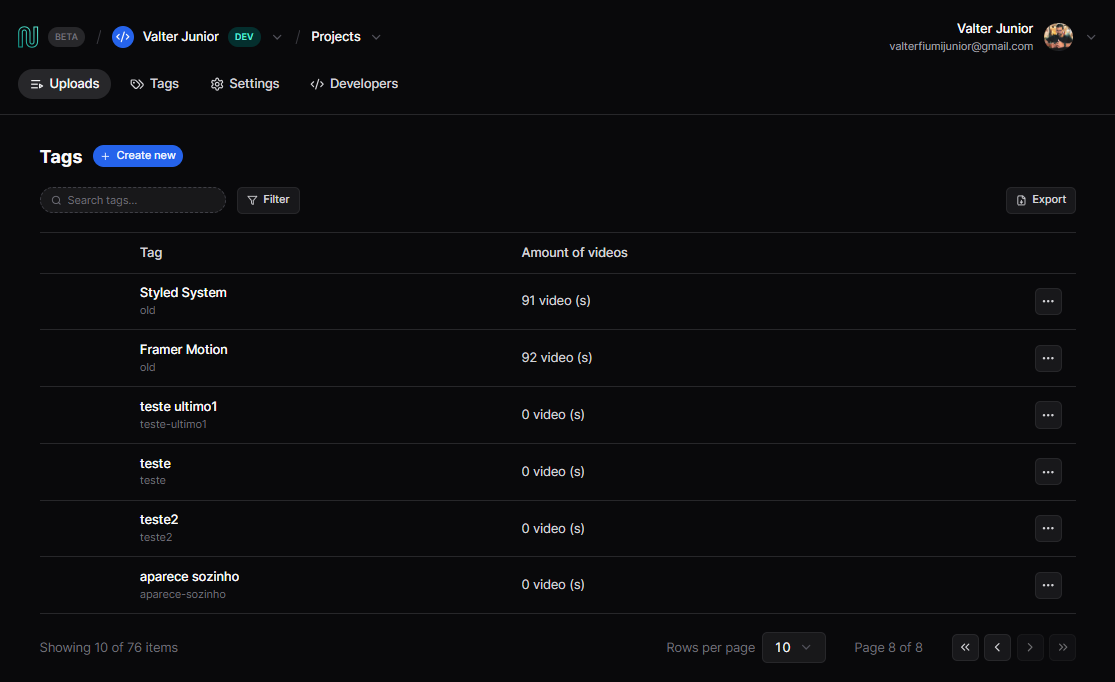 BETA / Valter Junior DEV / Projects
Valter Junior
valterfiumijunior@gmail.com
Uploads Tags Settings Developers
Tags + Create new
Search tags...
Filter
Export
Tag Amount of videos
Styled System
old
91 video (s)
Framer Motion
old
92 video (s)
teste ultimo1
teste-ultimo1
0 video (s)
teste
teste
0 video (s)
teste2
teste2
0 video (s)
aparece sozinho
aparece-sozinho
0 video (s)
Showing 10 of 76 items
Rows per page 10
Page 8 of 8